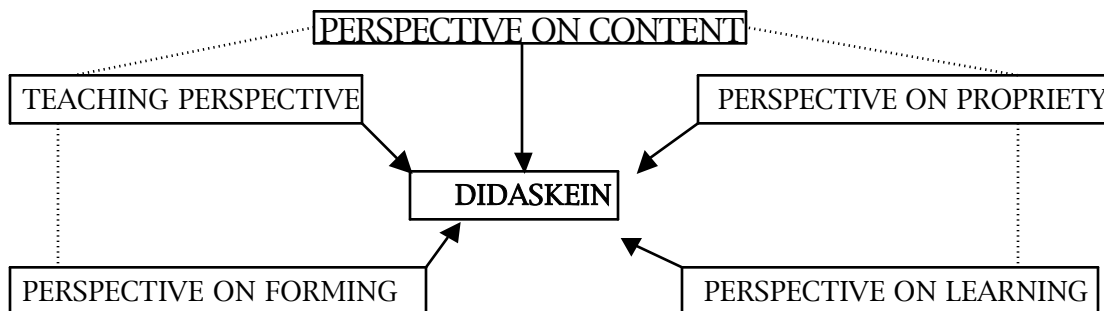 PERSPECTIVE ON CONTENT
TEACHING PERSPECTIVE
PERSPECTIVE ON PROPRIETY
DIDASKEIN
PERSPECTIVE ON FORMING
PERSPECTIVE ON LEARNING